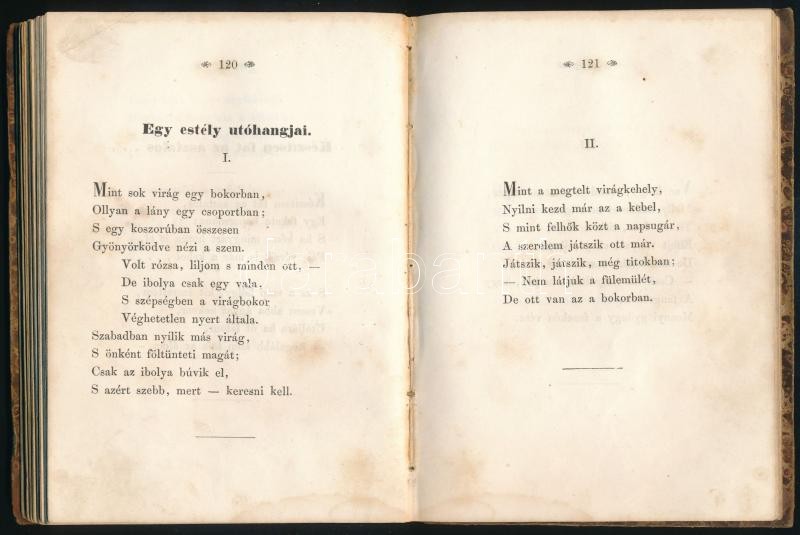 120
Egy estély utóhangjai.
I.
Mint sok virág egy bokorban,
Ollyan a lány egy csoportban;
S egy koszorúban összesen
Gyönyörködve nézi a szem.
Volt rózsa, liljom s minden ott, —
De ibolya csak egy vala.
S szépségben a virágbokor
Véghetetlen nyert általa.
Szabadban nyílik más virág,
S önként föltünteti magát;
Csak az ibolya búvik el,
S azért szebb, mert — keresni kell.
121
II.
Mint a megtelt virágkehely,
Nyilni kezd már az a kebel,
S mint felhők közt a napsugár,
A szerelem játszik ott már.
Játszik, játszik, még titokban;
— Nem látjuk a fülemülét,
De ott van az a bokorban.